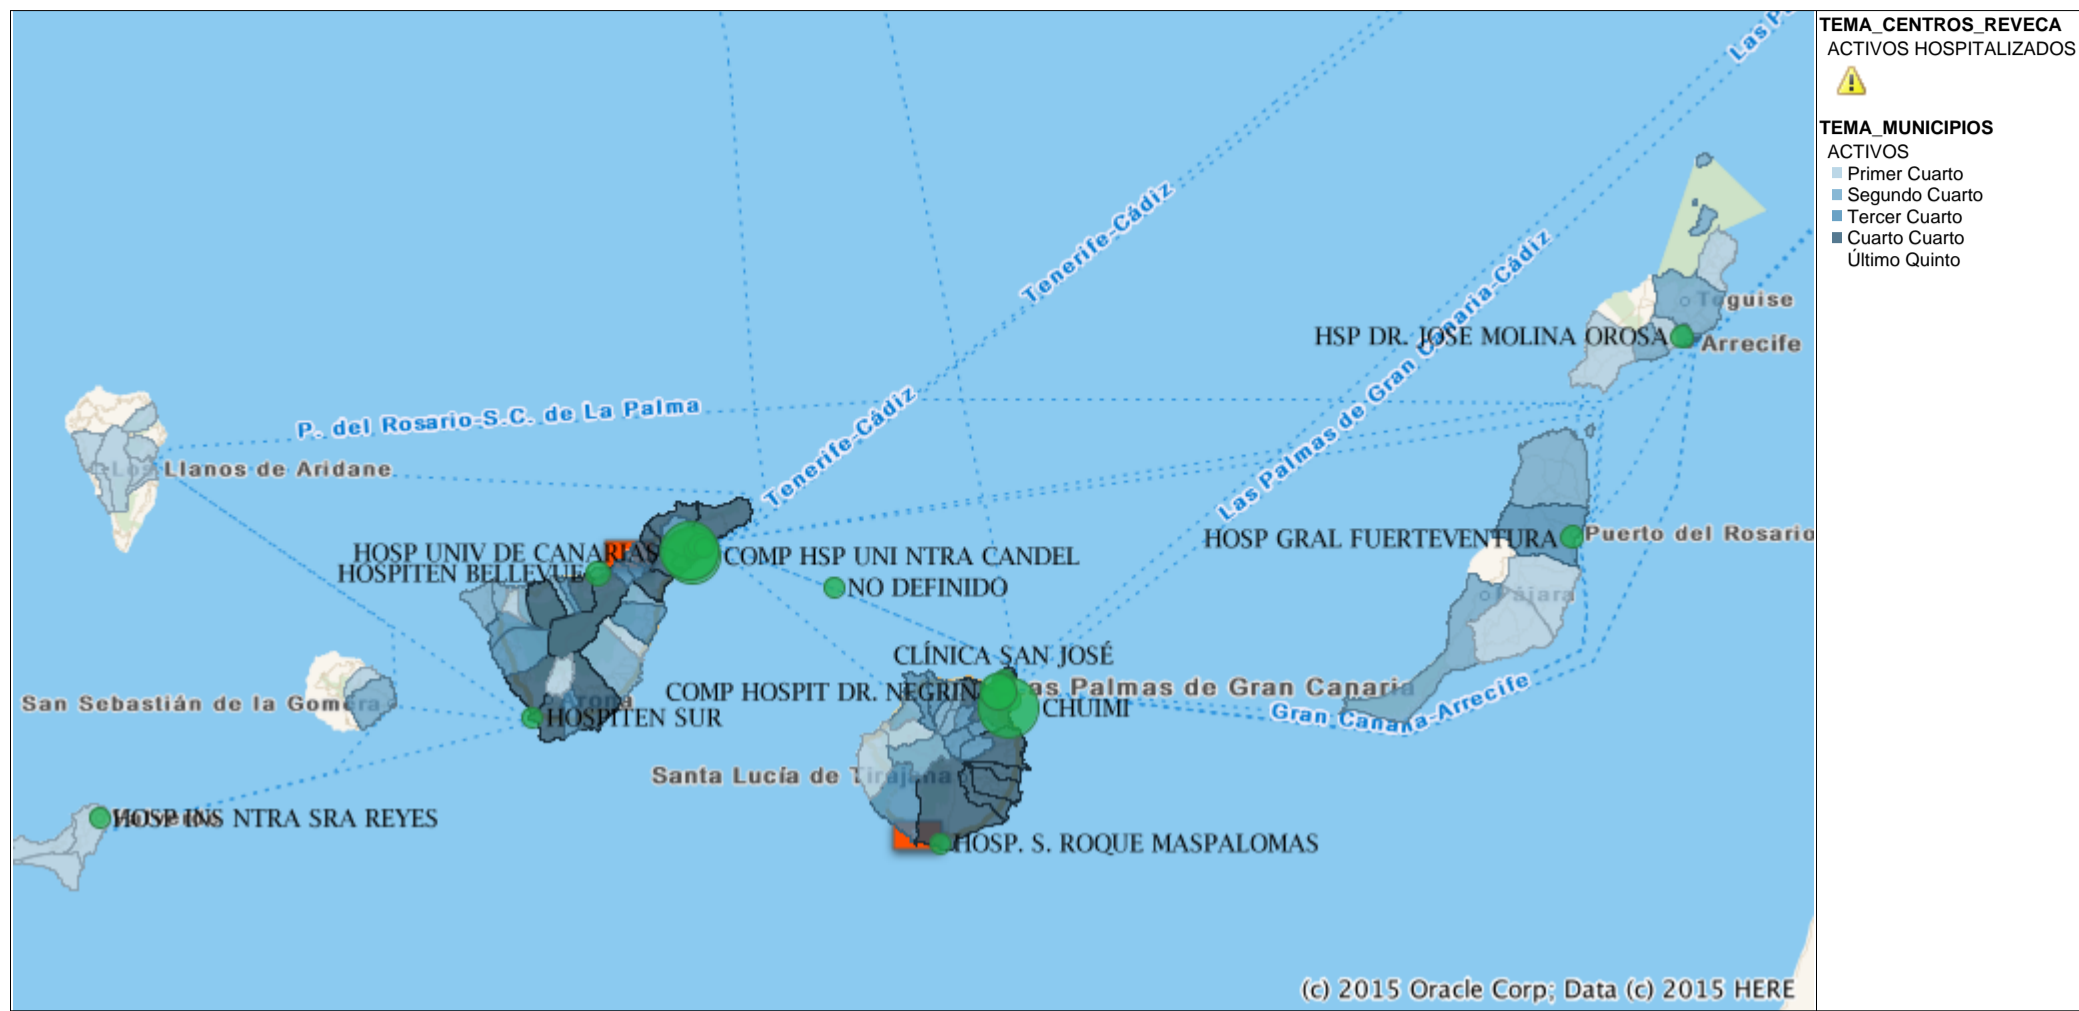 TEMA_CENTROS_REVECA
ACTIVOS HOSPITALIZADOS
TEMA_MUNICIPIOS
ACTIVOS
Primer Cuarto
Segundo Cuarto
Tercer Cuarto
Cuarto Cuarto
Último Quinto
Las P
Tenerife-Cádiz
Las Palmas de Gran Canaria-Cádiz
Teguise
HSP DR. JOSE MOLINA OROSA
Arrecife
P. del Rosario-S.C. de La Palma
Tenerife-Cádiz
Los Llanos de Aridane
HOSP GRAL FUERTEVENTURA
Puerto del Rosario
HOSP UNIV DE CANARIAS
COMP HSP UNI NTRA CANDEL
HOSPITEN BELLEVUE
NO DEFINIDO
Pájara
CLÍNICA SAN JOSÉ
COMP HOSPIT DR. NEGRIN
as Palmas de Gran Canaria
CHUIMI
Gran Canaria-Arrecife
San Sebastián de la Gomera
Arona
HOSPITEN SUR
Santa Lucía de Tirajana
HOSP INS NTRA SRA REYES
HOSP. S. ROQUE MASPALOMAS
(c) 2015 Oracle Corp; Data (c) 2015 HERE